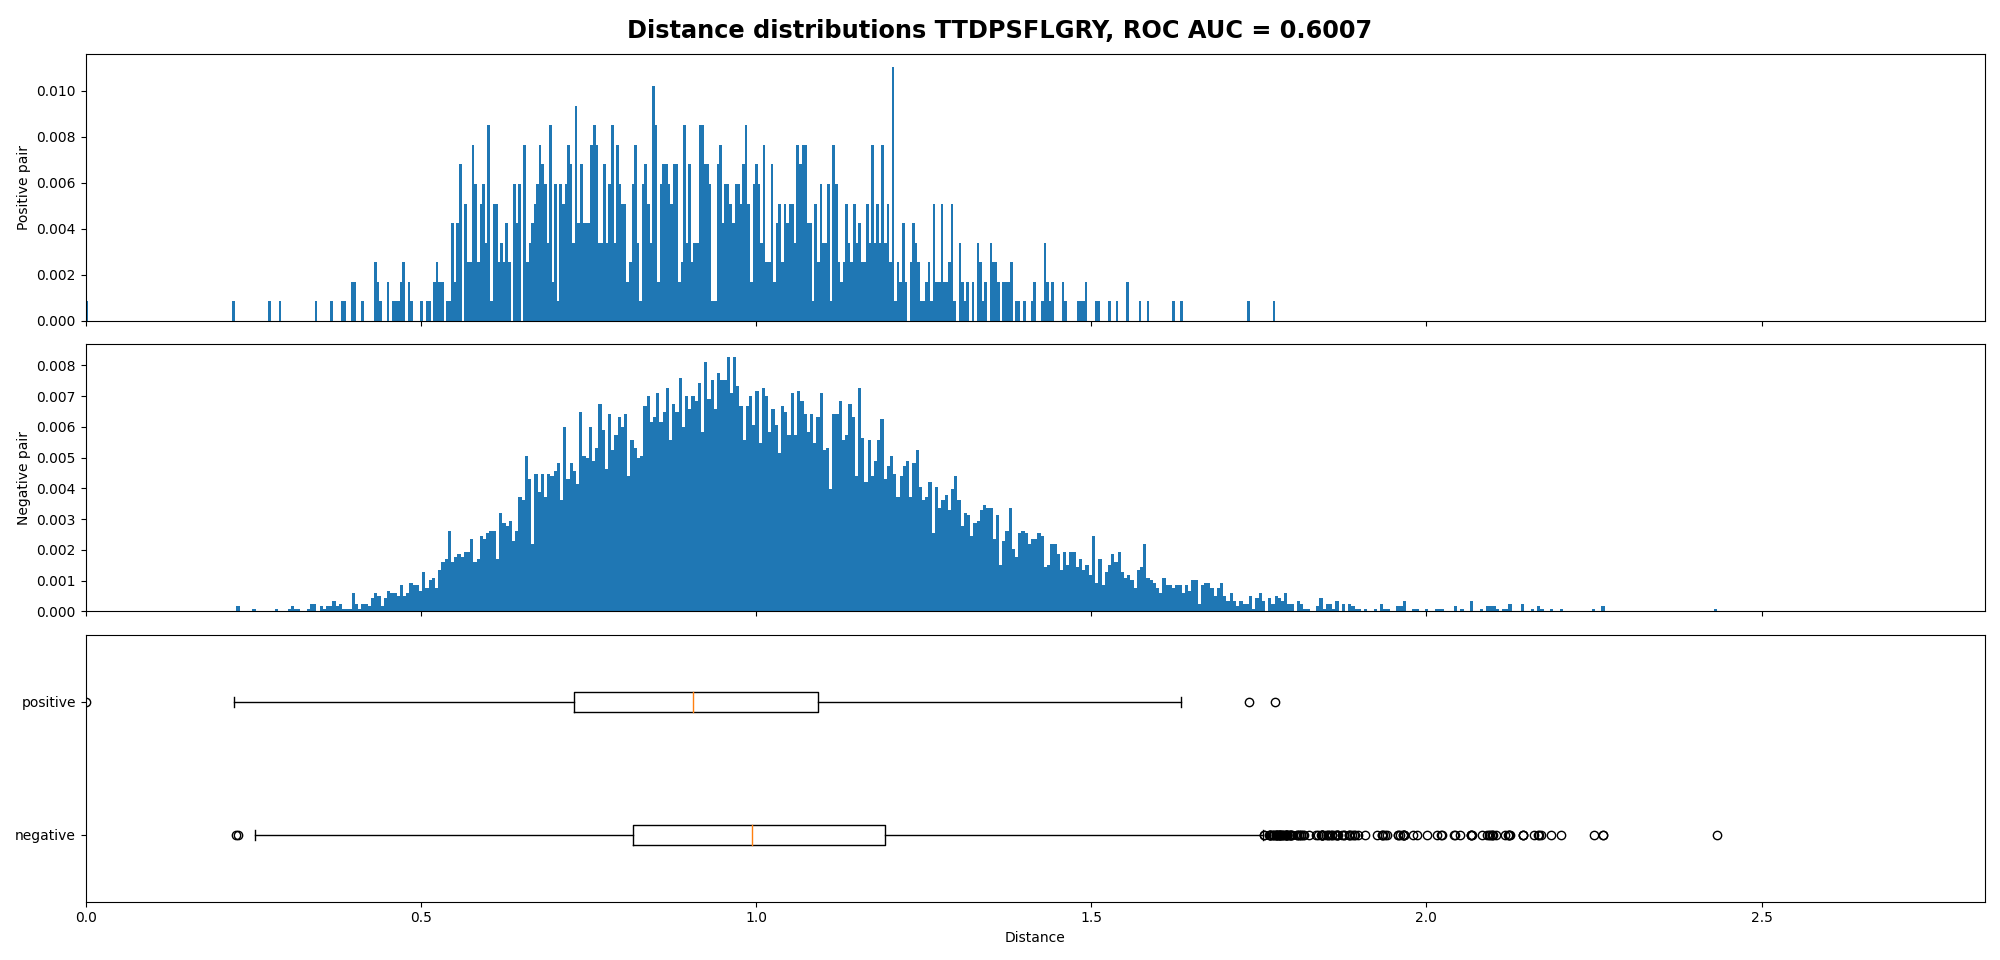 Distance distributions TTDPSFLGRY, ROC AUC = 0.6007
0.010
0.008
0.006
0.004
0.002
0.000
Positive pair
0.008
0.007
0.006
0.005
0.004
0.003
0.002
0.001
0.000
Negative pair
positive
negative
0.0 0.5 1.0 1.5 2.0 2.5
Distance